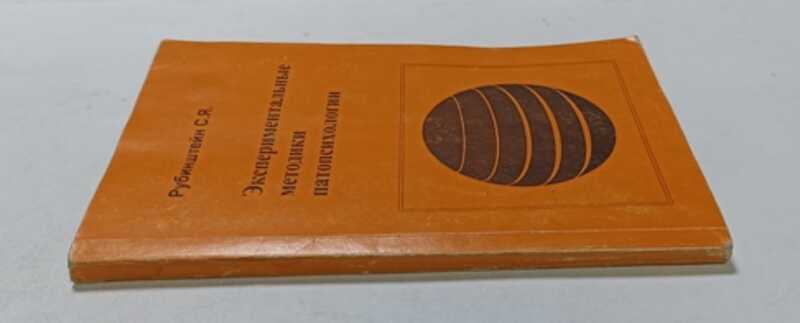 Рубинштейн С.Я.
Экспериментальные
методики
патопсихологии